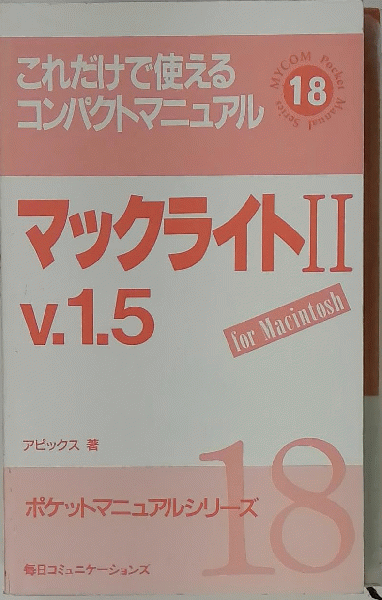 これだけで使える
コンパクトマニュアル
MYCOM Pocket Manual Series
18
マックライトII
v.1.5
for Macintosh
アピックス 著
18
ポケットマニュアルシリーズ
毎日コミュニケーションズ